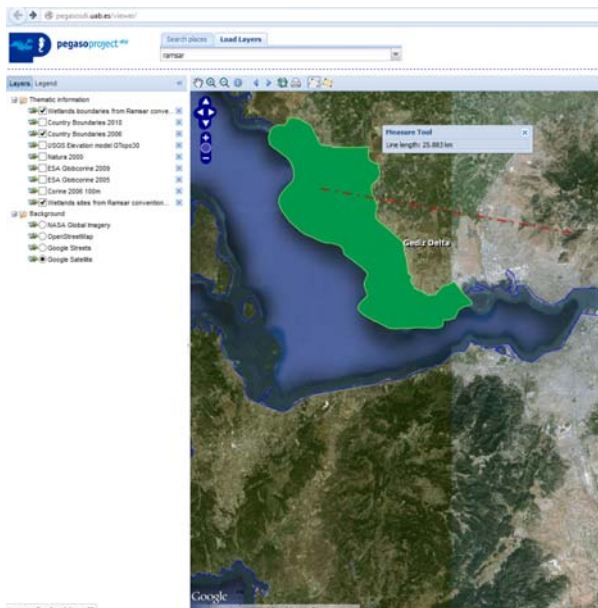 pegasosdi.uab.es/viewer/
pegasoproject
Search places
Load Layers
ramsar
Layers
Legend
Thematic information
Wetlands boundaries from Ramsar conve...
Country Boundaries 2010
Country Boundaries 2006
USGS Elevation model GTopo30
Natura 2000
ESA Globcorine 2009
ESA Globcorine 2005
Corine 2006 100m
Wetlands sites from Ramsar convention...
Background
NASA Global Imagery
OpenStreetMap
Google Streets
Google Satellite
Measure Tool
Line length: 25.883 km
Gediz Delta
Google